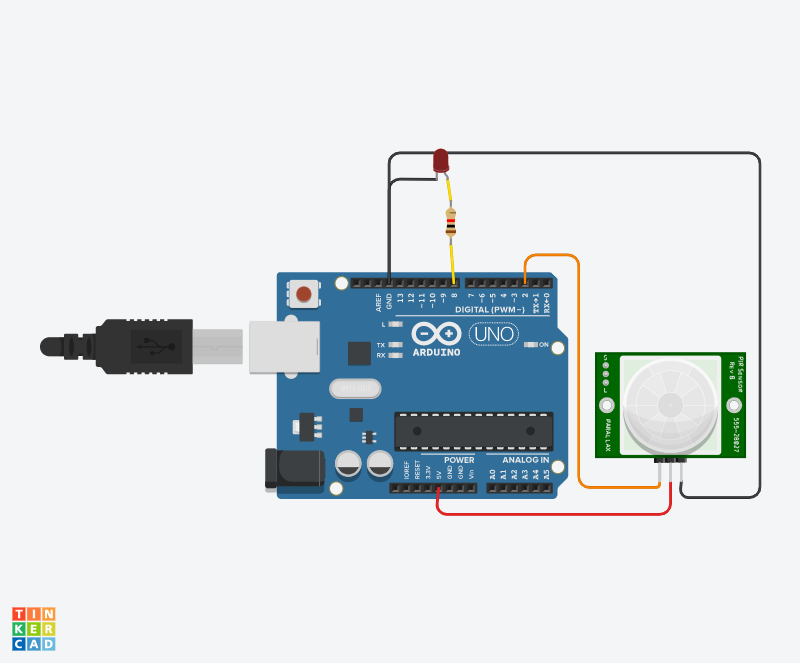 AREF
GND
13
12
~11
~10
~9
8
7
~6
~5
4
~3
2
TX→1
RX←0
DIGITAL (PWM~)
L
TX
RX
ARDUINO
UNO
ON
POWER
ANALOG IN
IOREF
RESET
3.3V
5V
GND
GND
Vin
A0
A1
A2
A3
A4
A5
S
L
PARALLAX
PIR Sensor
Rev B
555-28027
TIN
KER
CAD